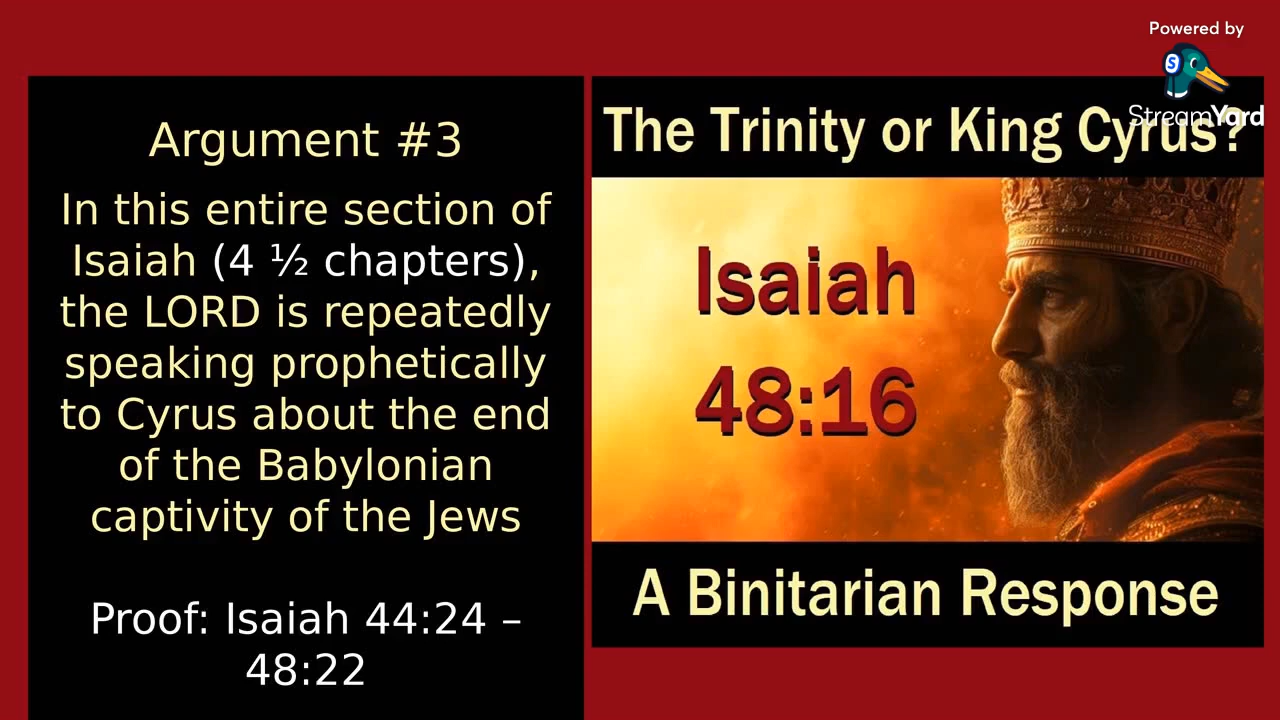 Powered by
StreamYard
Argument #3
In this entire section of
Isaiah (4 ½ chapters),
the LORD is repeatedly
speaking prophetically
to Cyrus about the end
of the Babylonian
captivity of the Jews
Proof: Isaiah 44:24 –
48:22
The Trinity or King Cyrus?
Isaiah
48:16
A Binitarian Response